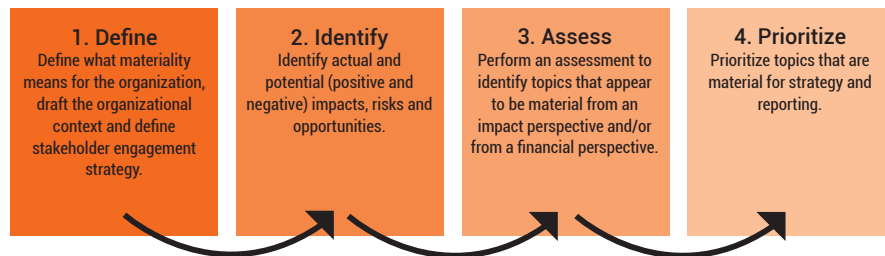 1. Define
Define what materiality
means for the organization,
draft the organizational
context and define
stakeholder engagement
strategy.
2. Identify
Identify actual and
potential (positive and
negative) impacts, risks and
opportunities.
3. Assess
Perform an assessment to
identify topics that appear
to be material from an
impact perspective and/or
from a financial perspective.
4. Prioritize
Prioritize topics that are
material for strategy and
reporting.